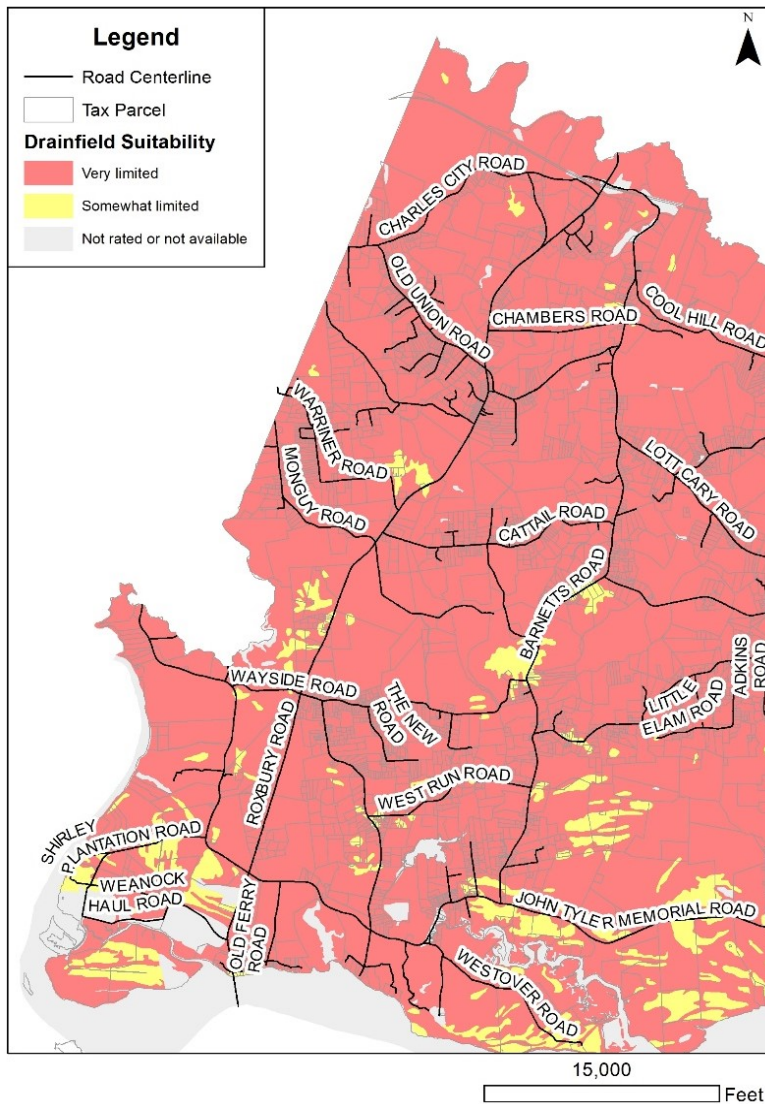 Legend
Road Centerline
Tax Parcel
Drainfield Suitability
Very limited
Somewhat limited
Not rated or not available
N
CHARLES CITY ROAD
OLD UNION ROAD
CHAMBERS ROAD
COOL HILL ROAD
WARRINER ROAD
MONGUY ROAD
LOTT CARY ROAD
CATTAIL ROAD
BARNETTS ROAD
WAYSIDE ROAD
THE NEW
ROAD
LITTLE
ELAM ROAD
ADKINS
ROAD
ROXBURY ROAD
WEST RUN ROAD
SHIRLEY
PLANTATION ROAD
WEANOCK
HAUL ROAD
OLD FERRY
ROAD
JOHN TYLER MEMORIAL ROAD
WESTOVER ROAD
15,000
Feet